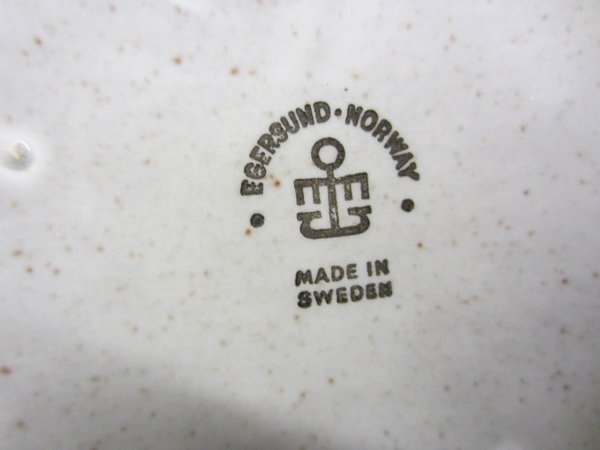 EGERSUND · NORWAY
MADE IN
SWEDEN